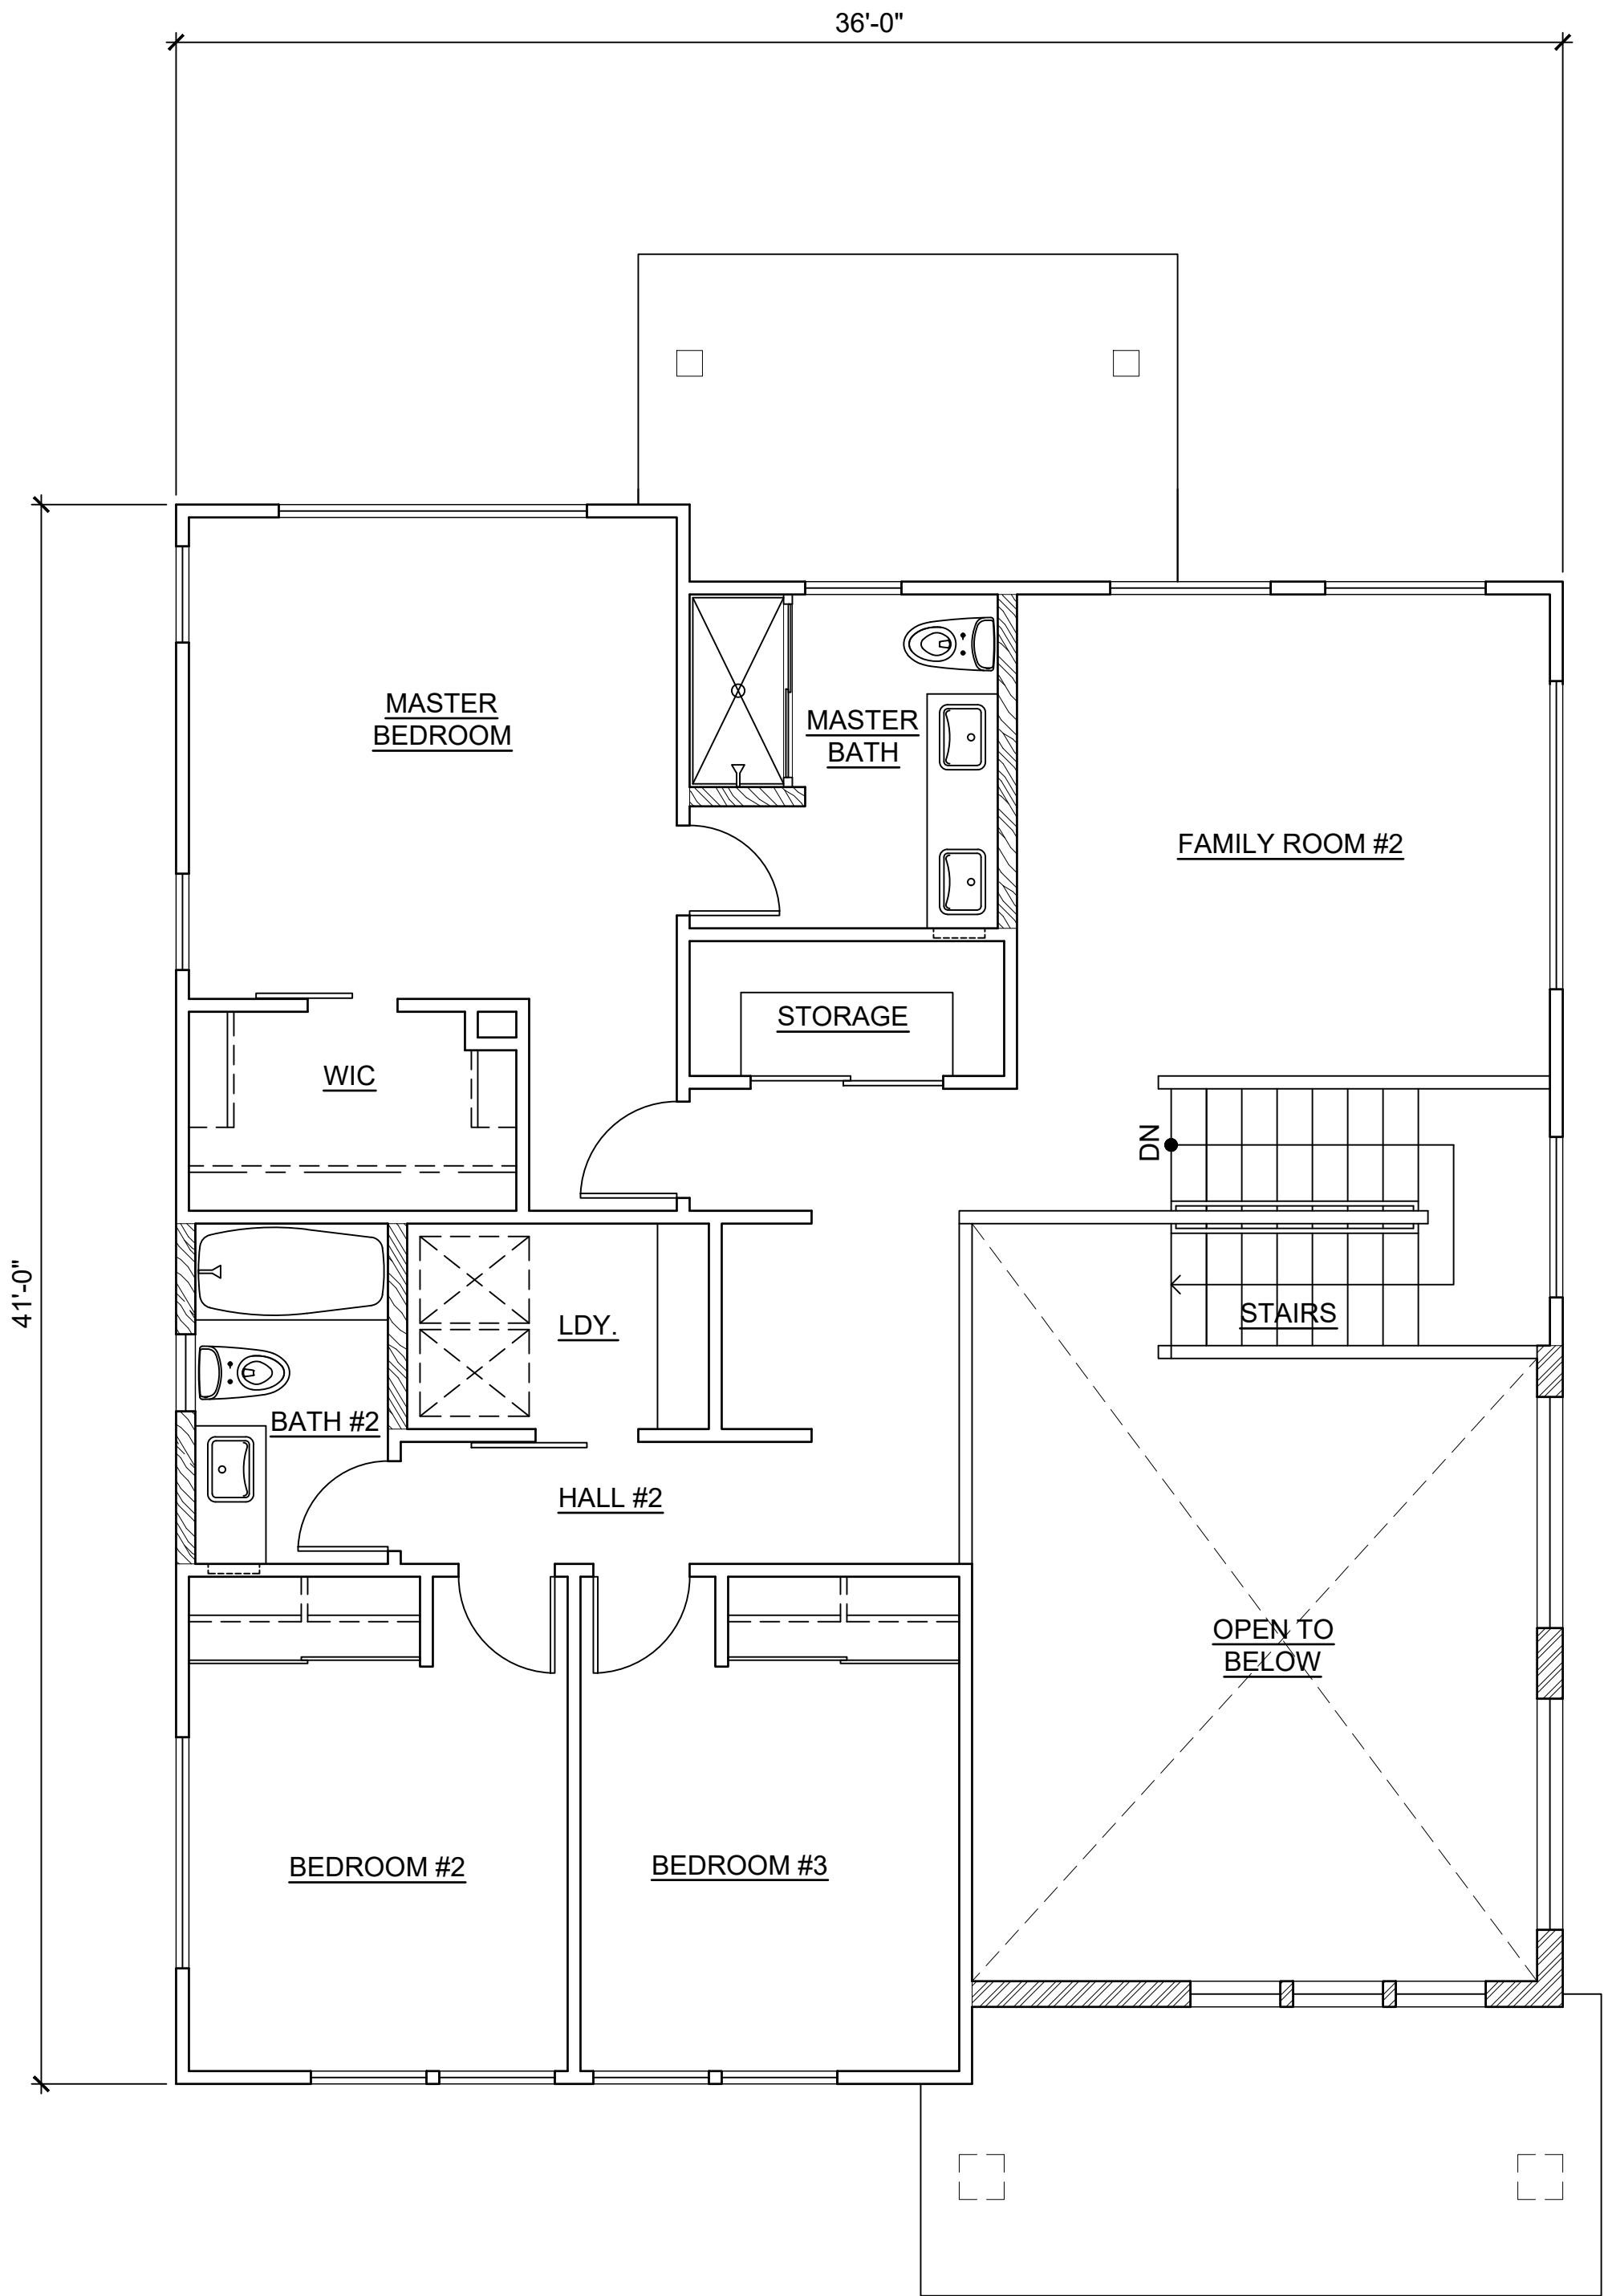 36'-0"
MASTER
BEDROOM
MASTER
BATH
FAMILY ROOM #2
STORAGE
WIC
DN
41'-0"
STAIRS
LDY.
BATH #2
HALL #2
OPEN TO
BELOW
BEDROOM #2
BEDROOM #3